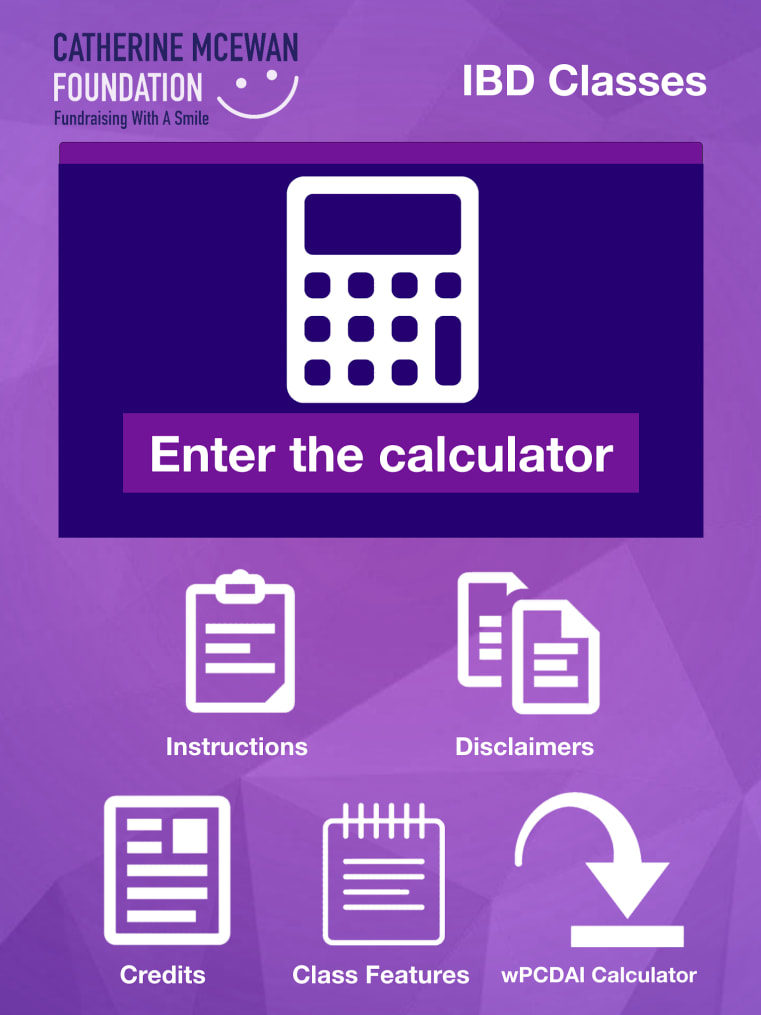 CATHERINE MCEWAN
FOUNDATION
Fundraising With A Smile
IBD Classes
Enter the calculator
Instructions
Disclaimers
Credits
Class Features
wPCDAI Calculator